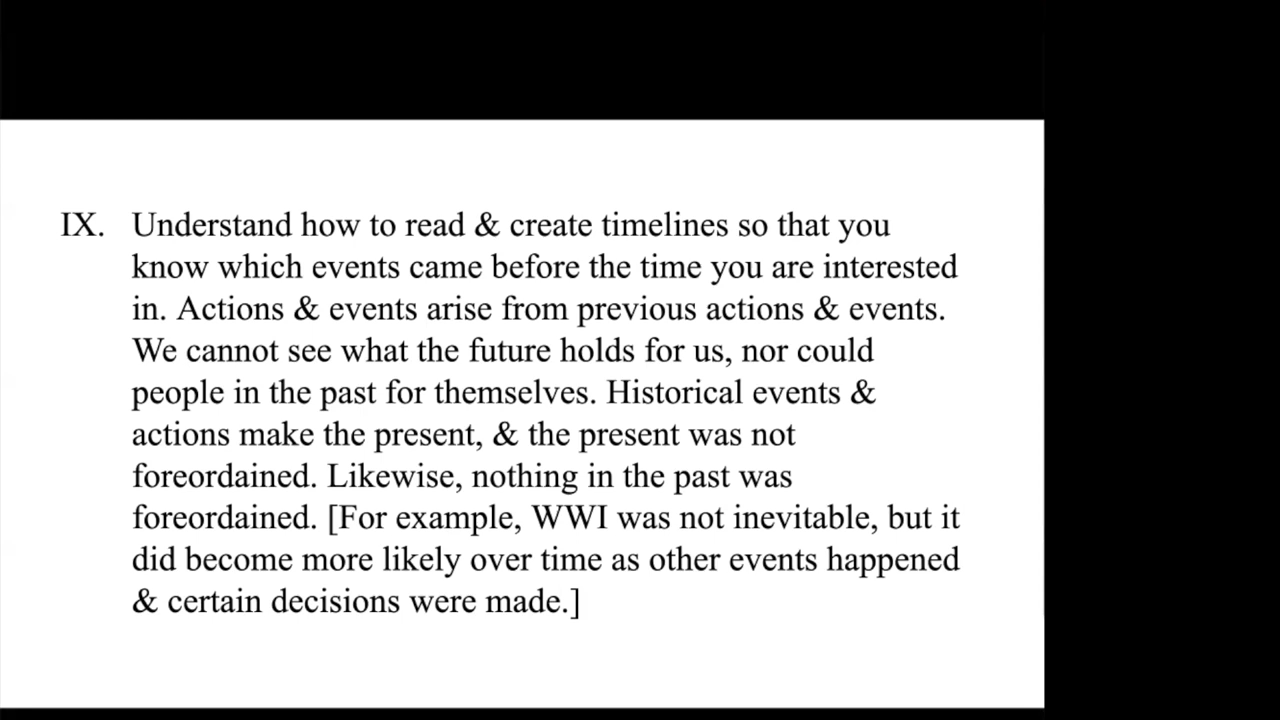 IX. Understand how to read & create timelines so that you
know which events came before the time you are interested
in. Actions & events arise from previous actions & events.
We cannot see what the future holds for us, nor could
people in the past for themselves. Historical events &
actions make the present, & the present was not
foreordained. Likewise, nothing in the past was
foreordained. [For example, WWI was not inevitable, but it
did become more likely over time as other events happened
& certain decisions were made.]